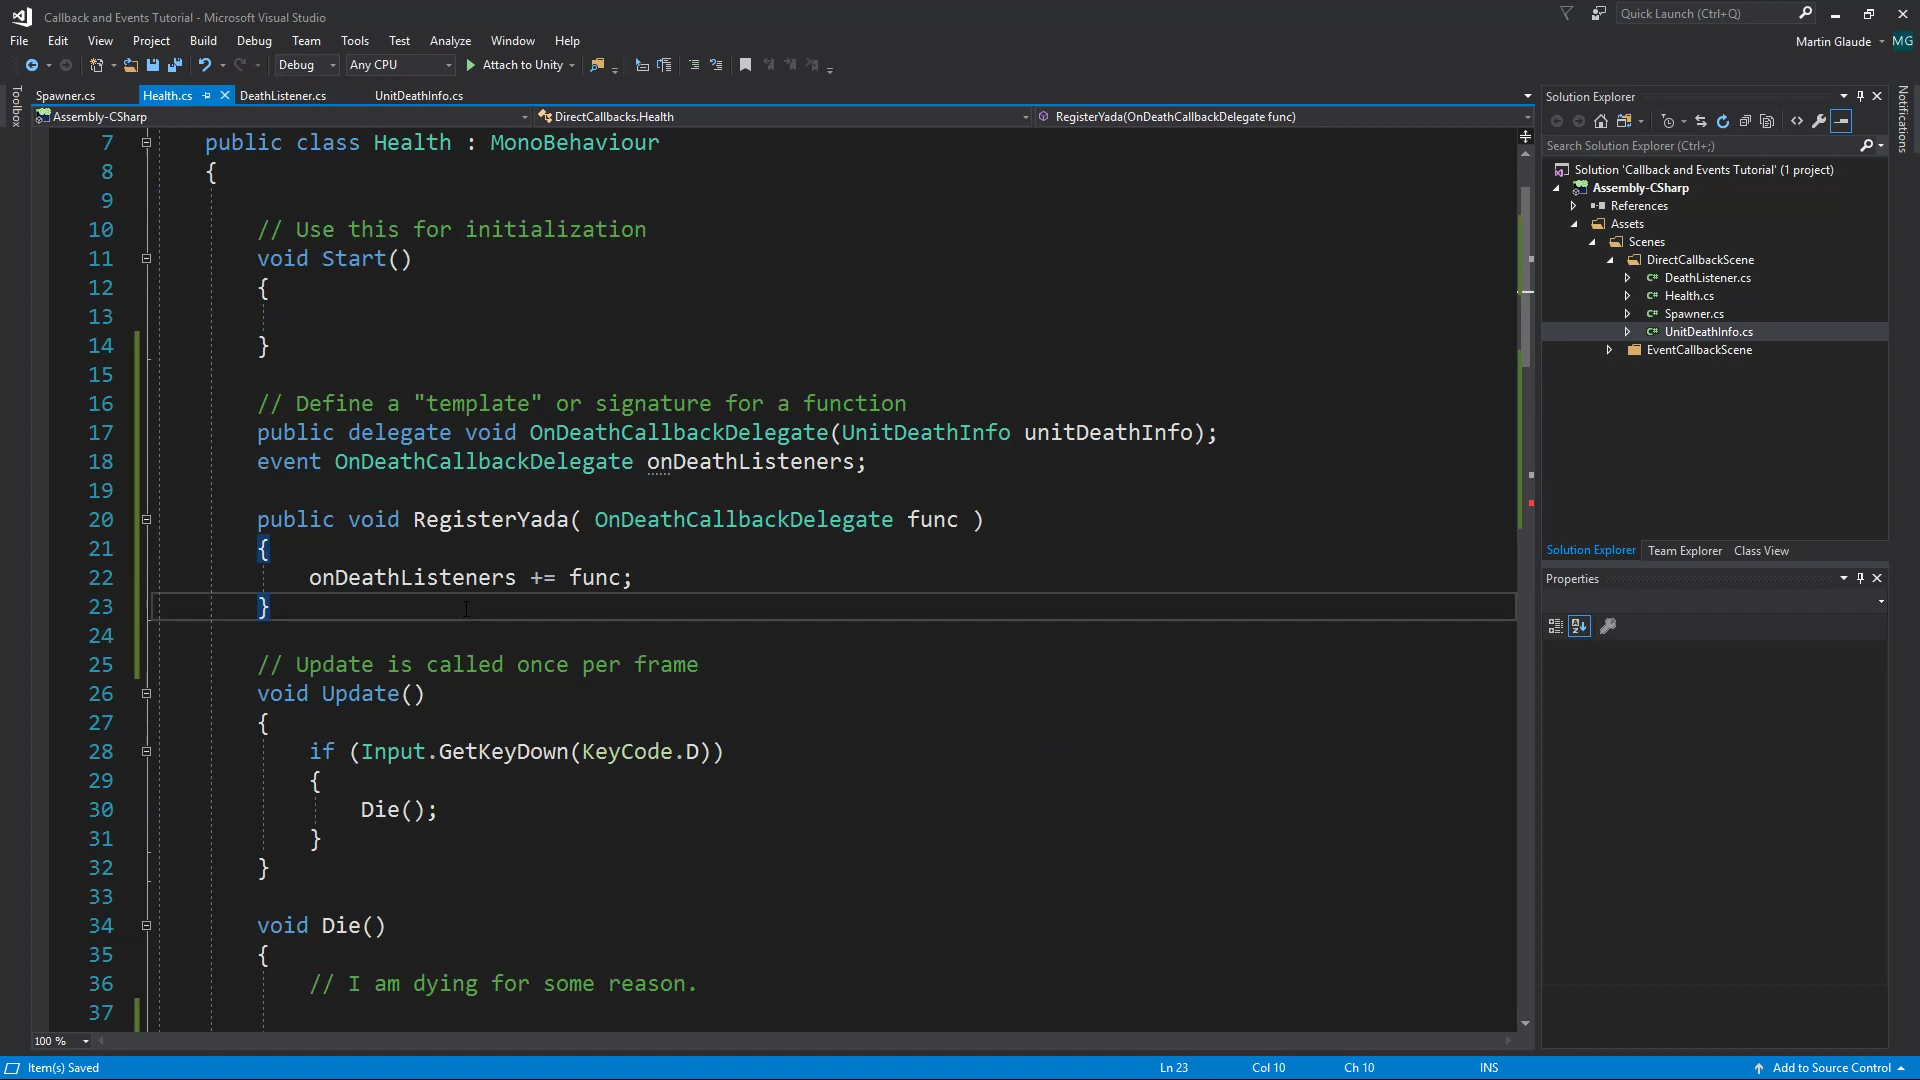 Callback and Events Tutorial - Microsoft Visual Studio
Quick Launch (Ctrl+Q)
File Edit View Project Build Debug Team Tools Test Analyze Window Help
Martin Glaude MG
Debug Any CPU Attach to Unity
Toolbox
Spawner.cs Health.cs DeathListener.cs UnitDeathInfo.cs
Assembly-CSharp DirectCallbacks.Health RegisterYada(OnDeathCallbackDelegate func)
7 public class Health : MonoBehaviour
8 {
9
10 // Use this for initialization
11 void Start()
12 {
13
14 }
15
16 // Define a "template" or signature for a function
17 public delegate void OnDeathCallbackDelegate(UnitDeathInfo unitDeathInfo);
18 event OnDeathCallbackDelegate onDeathListeners;
19
20 public void RegisterYada( OnDeathCallbackDelegate func )
21 {
22 onDeathListeners += func;
23 }
24
25 // Update is called once per frame
26 void Update()
27 {
28 if (Input.GetKeyDown(KeyCode.D))
29 {
30 Die();
31 }
32 }
33
34 void Die()
35 {
36 // I am dying for some reason.
37
100 %
Solution Explorer
Search Solution Explorer (Ctrl+;)
Solution 'Callback and Events Tutorial' (1 project)
Assembly-CSharp
References
Assets
Scenes
DirectCallbackScene
C# DeathListener.cs
C# Health.cs
C# Spawner.cs
C# UnitDeathInfo.cs
EventCallbackScene
Solution Explorer Team Explorer Class View
Properties
Notifications
Item(s) Saved Ln 23 Col 10 Ch 10 INS Add to Source Control